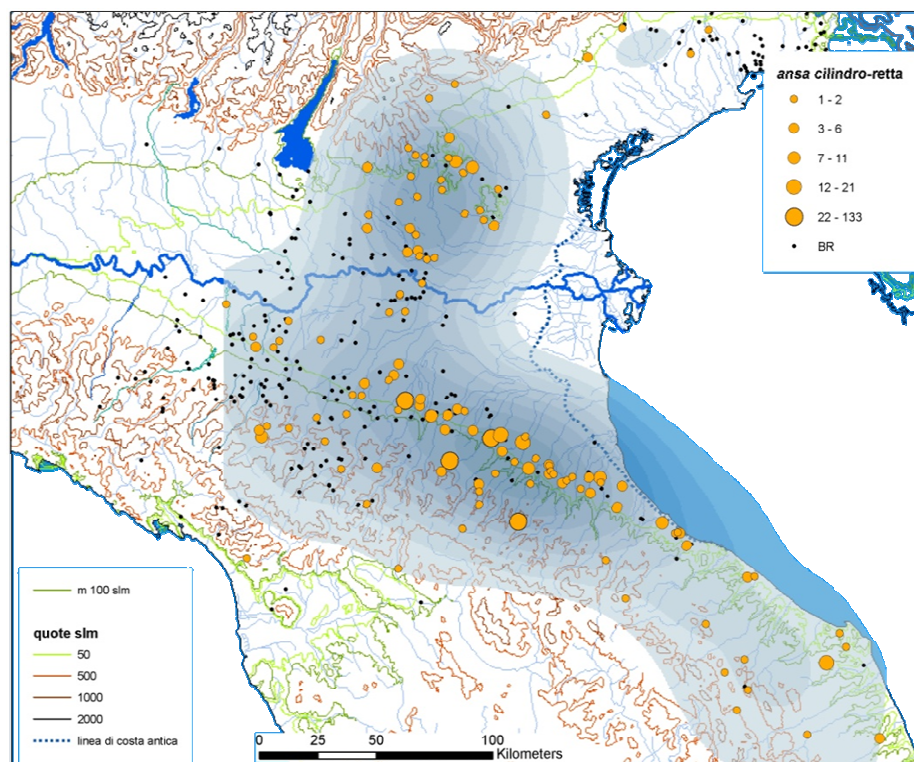 ansa cilindro-retta
1 - 2
3 - 6
7 - 11
12 - 21
22 - 133
BR
m 100 slm
quote slm
50
500
1000
2000
linea di costa antica
0 25 50 100
Kilometers